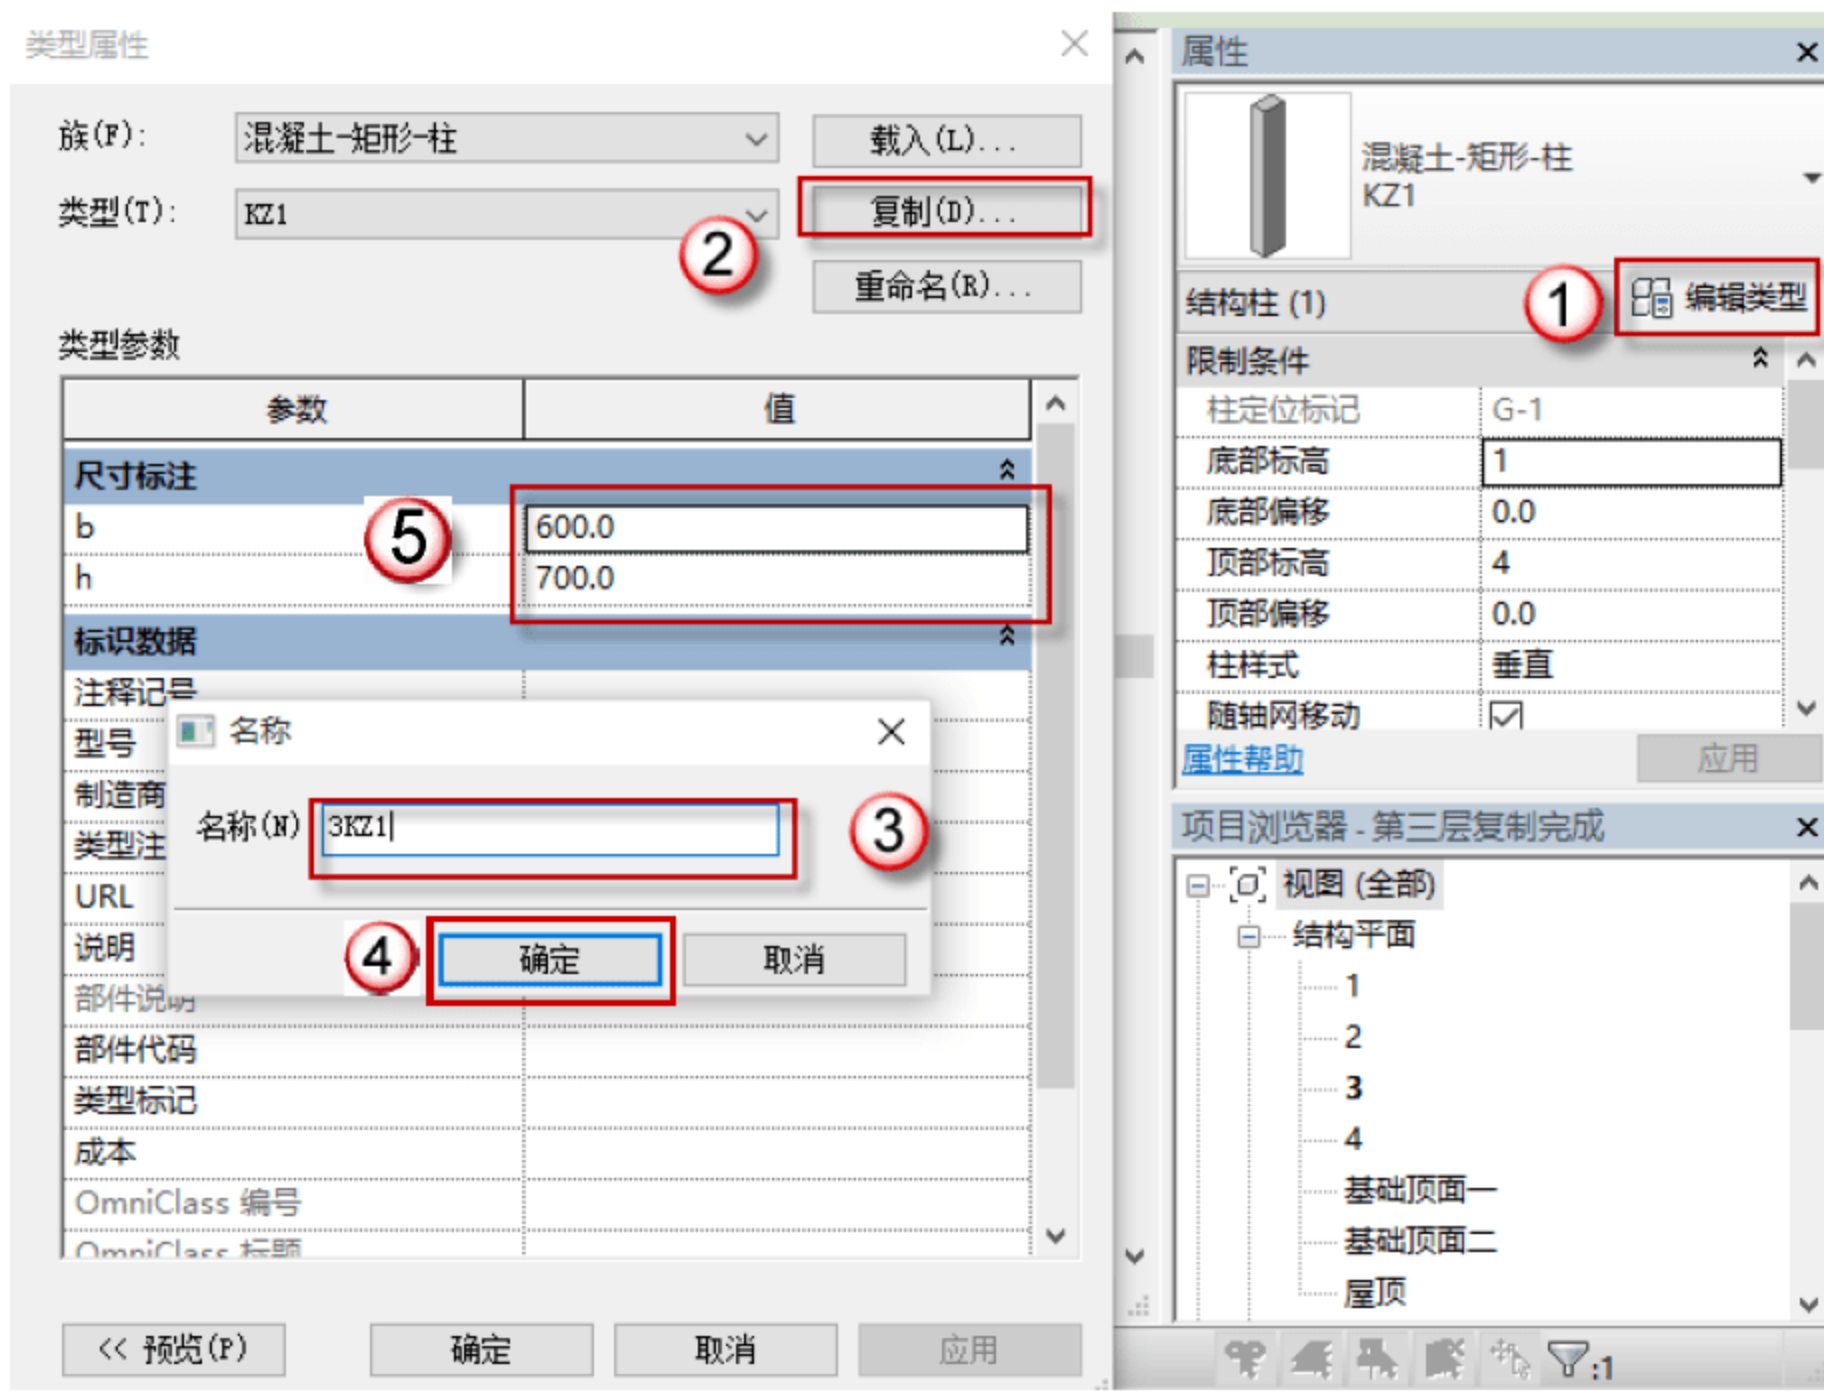 类型属性
族(F):
混凝土-矩形-柱
载入(L)...
类型(T):
KZ1
复制(D)...
2
重命名(R)...
类型参数
参数
值
尺寸标注
b
600.0
5
h
700.0
标识数据
注释记号
型号
制造商
类型注
URL
说明
部件说明
部件代码
类型标记
成本
OmniClass 编号
OmniClass 标题
名称
名称(N)
3KZ1
3
4
确定
取消
<< 预览(P)
确定
取消
应用
属性
混凝土-矩形-柱
KZ1
结构柱 (1)
1
编辑类型
限制条件
柱定位标记
G-1
底部标高
1
底部偏移
0.0
顶部标高
4
顶部偏移
0.0
柱样式
垂直
随轴网移动
属性帮助
应用
项目浏览器 - 第三层复制完成
视图 (全部)
结构平面
1
2
3
4
基础顶面一
基础顶面二
屋顶
:1